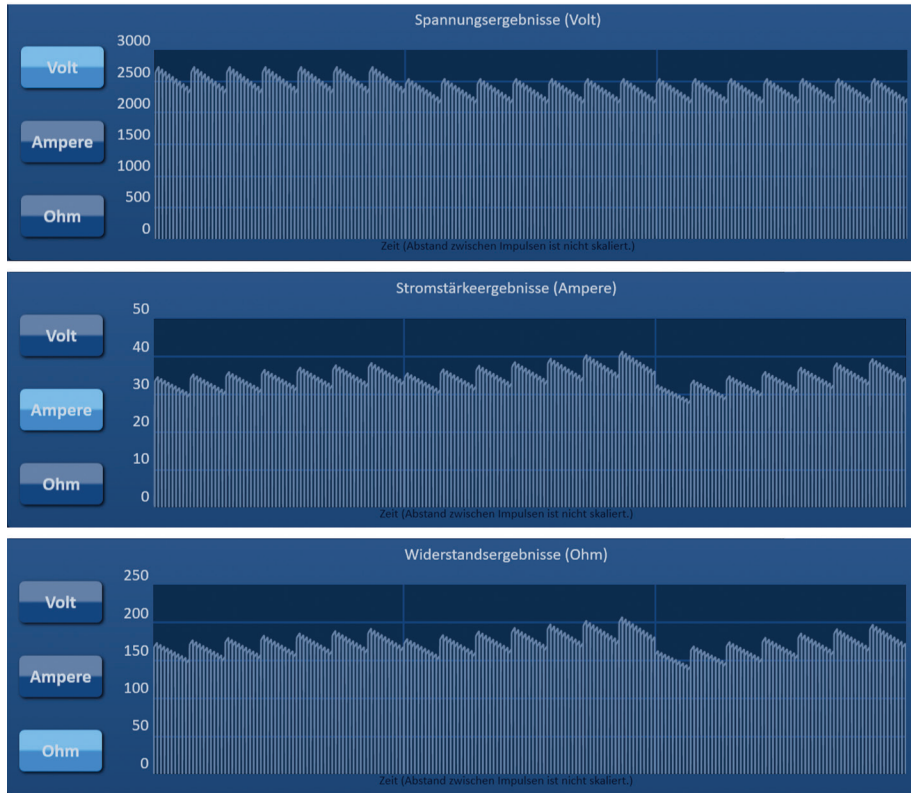 Spannungsergebnisse (Volt)
3000
Volt
2500
2000
Ampere
1500
1000
Ohm
500
0
Zeit (Abstand zwischen Impulsen ist nicht skaliert.)
Stromstärkeergebnisse (Ampere)
50
Volt
40
30
Ampere
20
10
Ohm
0
Zeit (Abstand zwischen Impulsen ist nicht skaliert.)
Widerstandsergebnisse (Ohm)
250
Volt
200
150
Ampere
100
50
Ohm
0
Zeit (Abstand zwischen Impulsen ist nicht skaliert.)